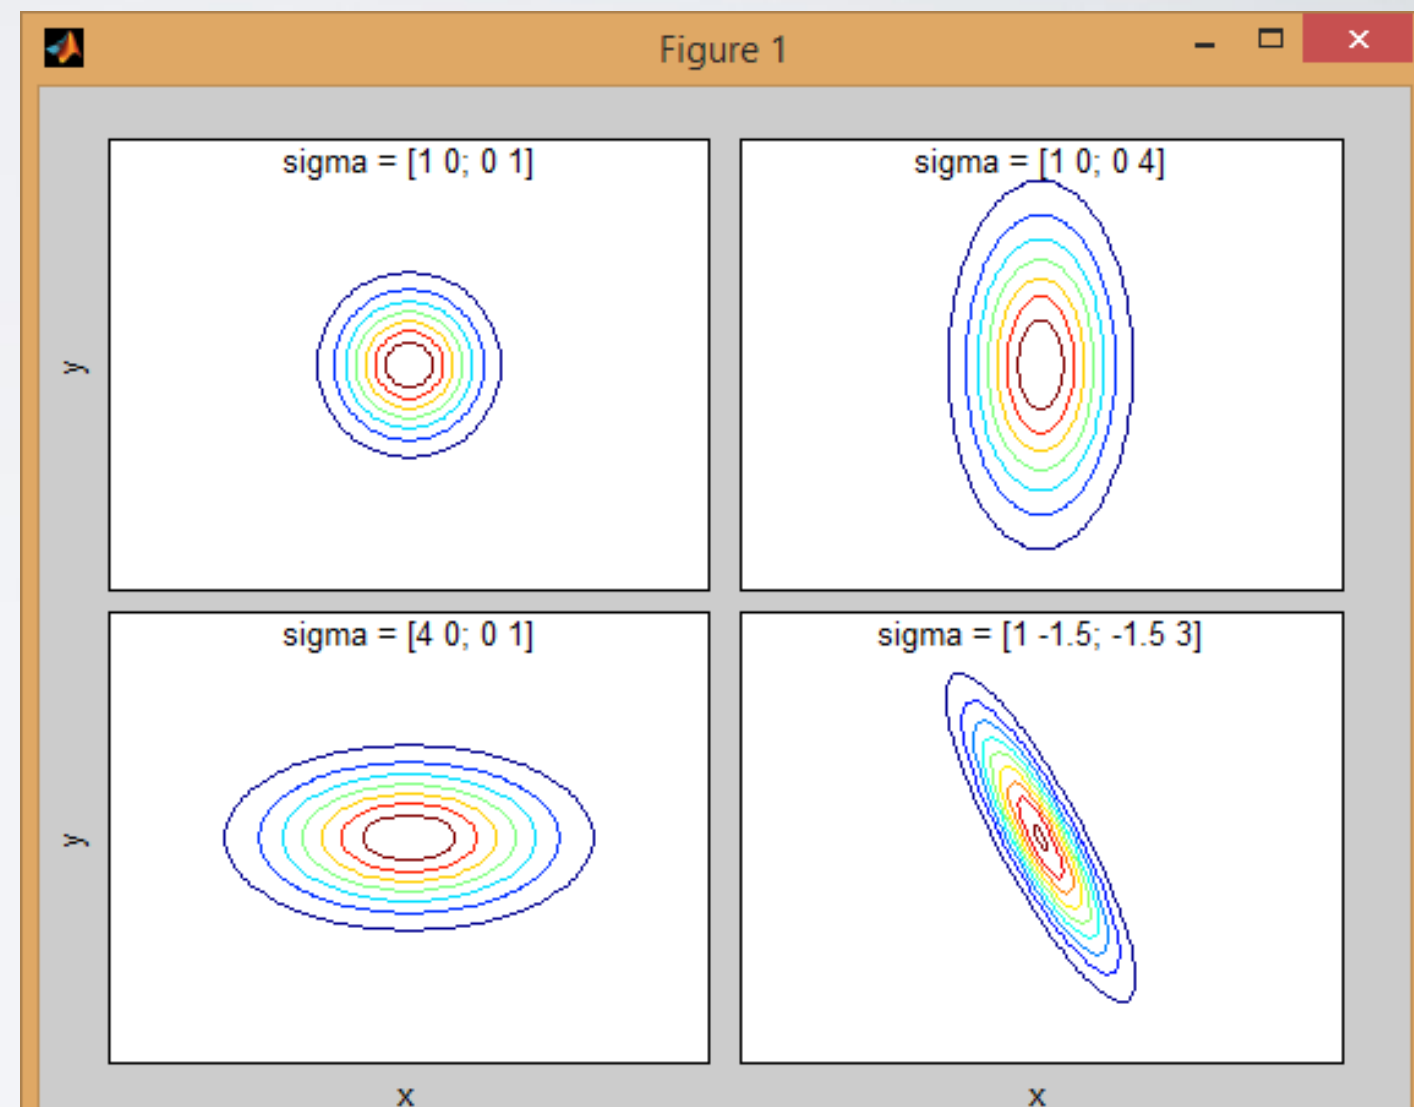 Figure 1
sigma = [1 0; 0 1]
sigma = [1 0; 0 4]
y
sigma = [4 0; 0 1]
sigma = [1 -1.5; -1.5 3]
y
x
x